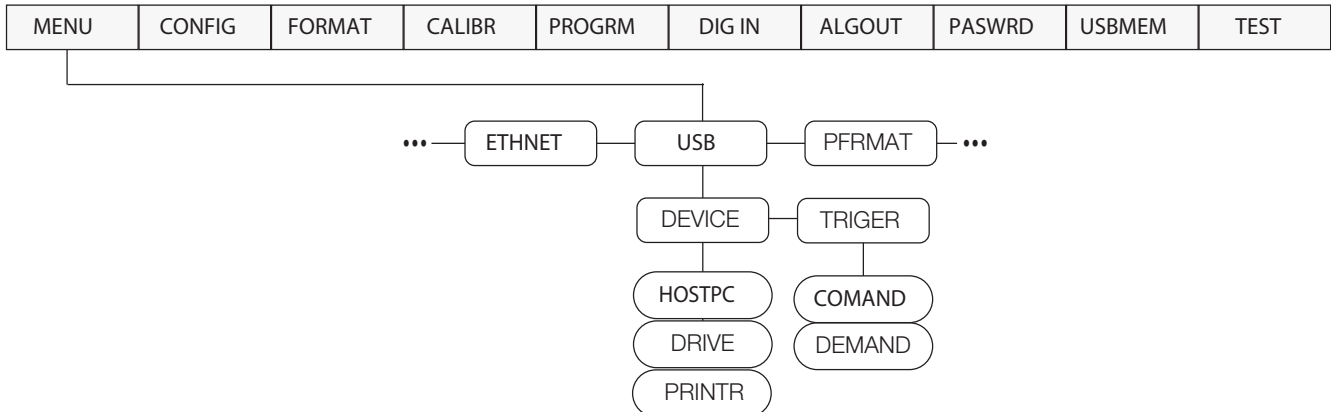 MENU CONFIG FORMAT CALIBR PROGRM DIG IN ALGOUT PASWRD USBMEM TEST
••• ETHNET USB PFRMAT •••
DEVICE TRIGER
HOSTPC COMAND
DRIVE DEMAND
PRINTR